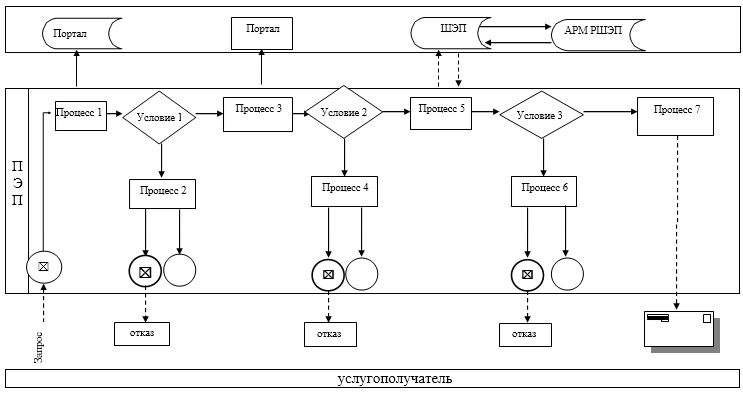 Портал
Портал
ШЭП
АРМ РШЭП
Процесс 1
Условие 1
Процесс 3
Условие 2
Процесс 5
Условие 3
Процесс 7
П
Э
П
Процесс 2
Процесс 4
Процесс 6
Запрос
отказ
отказ
отказ
услугополучатель